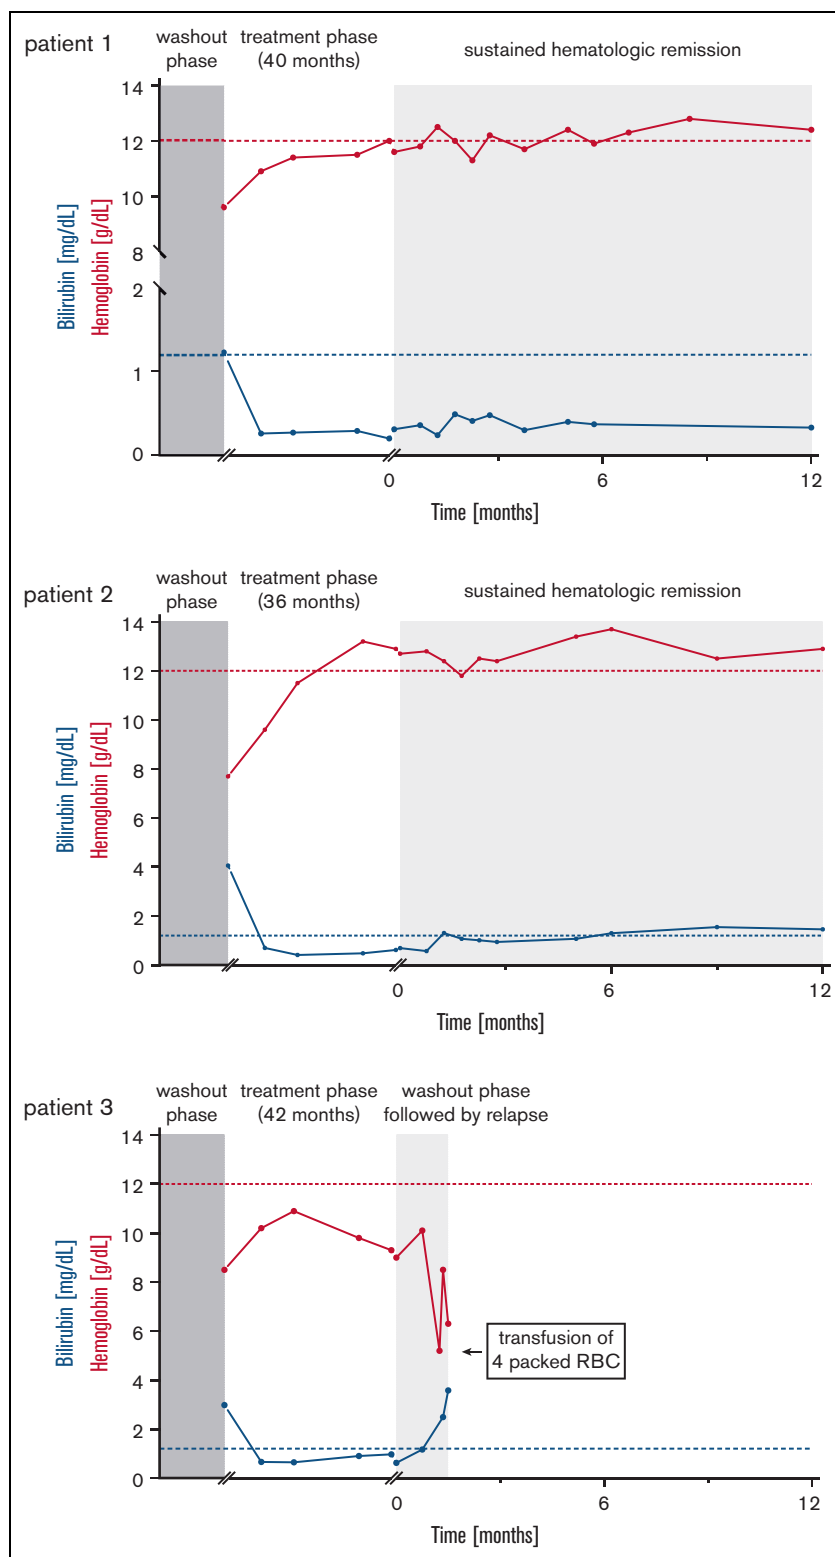 patient 1
washout phase
treatment phase (40 months)
sustained hematologic remission
14
12
10
8
2
1
0
Bilirubin [mg/dL]
Hemoglobin [g/dL]
0
6
12
Time [months]
patient 2
washout phase
treatment phase (36 months)
sustained hematologic remission
14
12
10
8
6
4
2
0
Bilirubin [mg/dL]
Hemoglobin [g/dL]
0
6
12
Time [months]
patient 3
washout phase
treatment phase (42 months)
washout phase followed by relapse
14
12
10
8
6
4
2
0
Bilirubin [mg/dL]
Hemoglobin [g/dL]
transfusion of
4 packed RBC
0
6
12
Time [months]